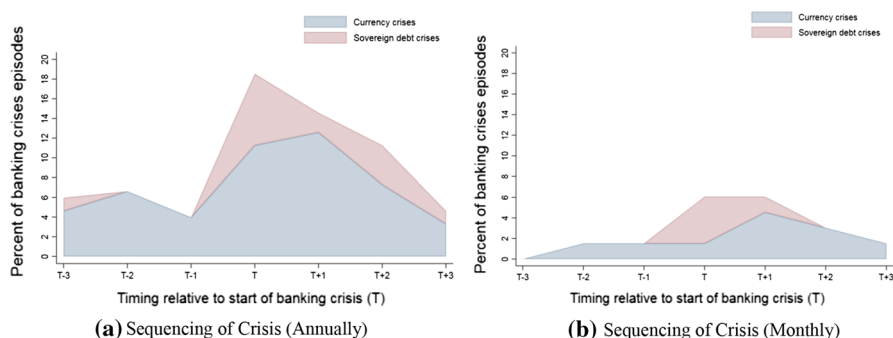 Currency crises
Sovereign debt crises
Percent of banking crises episodes
20
18
16
14
12
10
8
6
4
2
0
T-3 T-2 T-1 T T+1 T+2 T+3
Timing relative to start of banking crisis (T)
(a) Sequencing of Crisis (Annually)
Currency crises
Sovereign debt crises
Percent of banking crises episodes
20
18
16
14
12
10
8
6
4
2
0
T-3 T-2 T-1 T T+1 T+2 T+3
Timing relative to start of banking crisis (T)
(b) Sequencing of Crisis (Monthly)